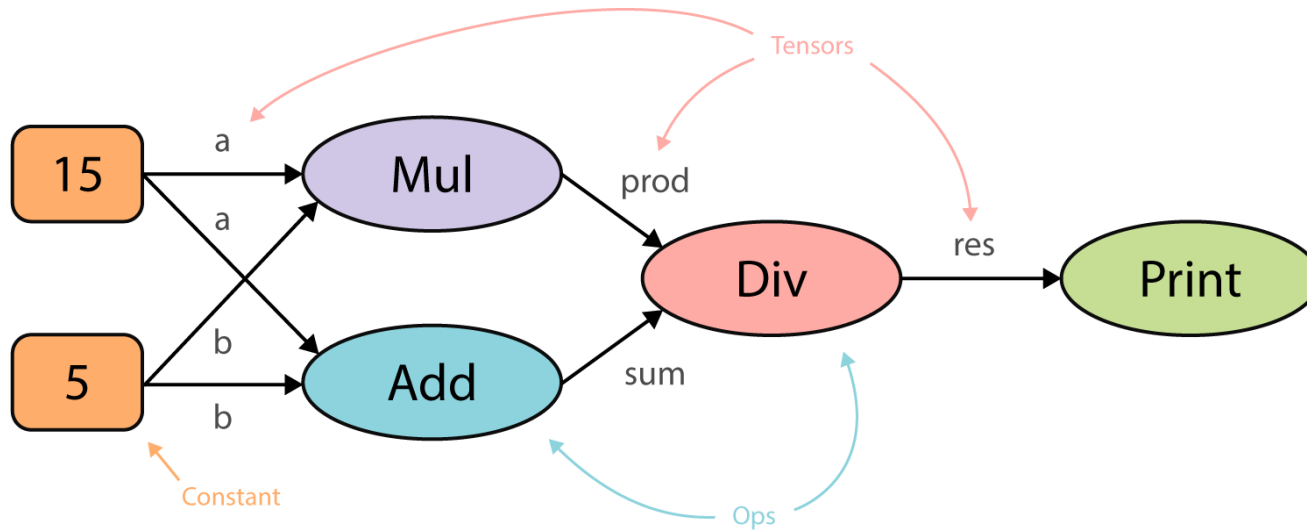 Tensors
a
15
Mul
prod
a
res
Div
Print
b
5
Add
sum
b
Constant
Ops